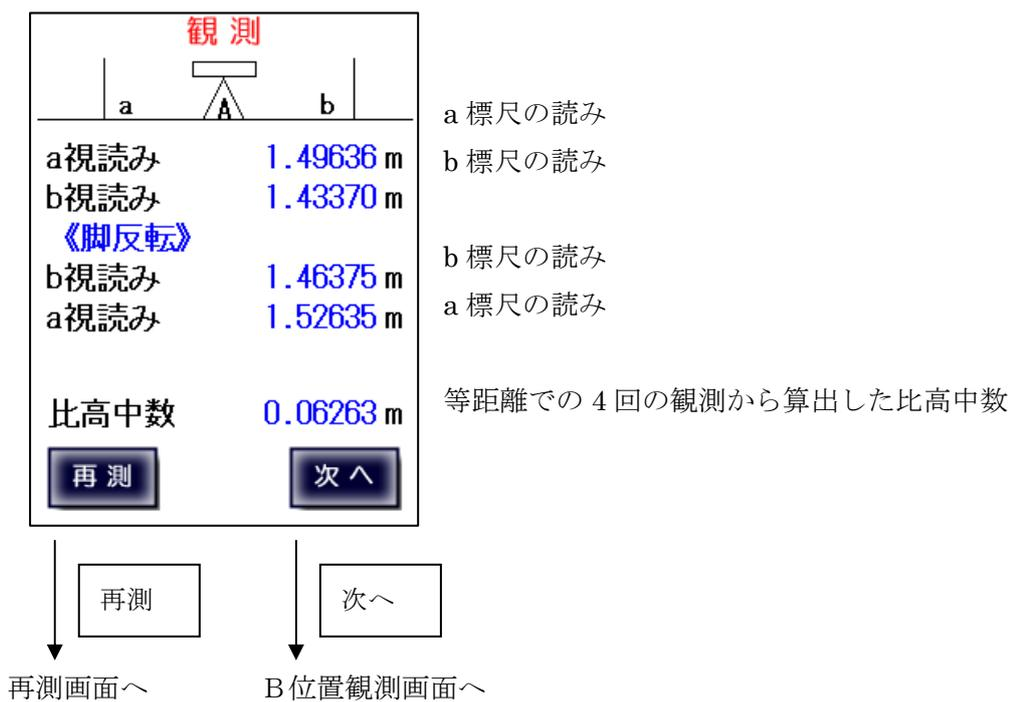 観 測
a A b
a視読み 1.49636 m
b視読み 1.43370 m
《脚反転》
b視読み 1.46375 m
a視読み 1.52635 m
比高中数 0.06263 m
再 測 次 へ
a 標尺の読み
b 標尺の読み
b 標尺の読み
a 標尺の読み
等距離での 4 回の観測から算出した比高中数
再測 次へ
再測画面へ B位置観測画面へ